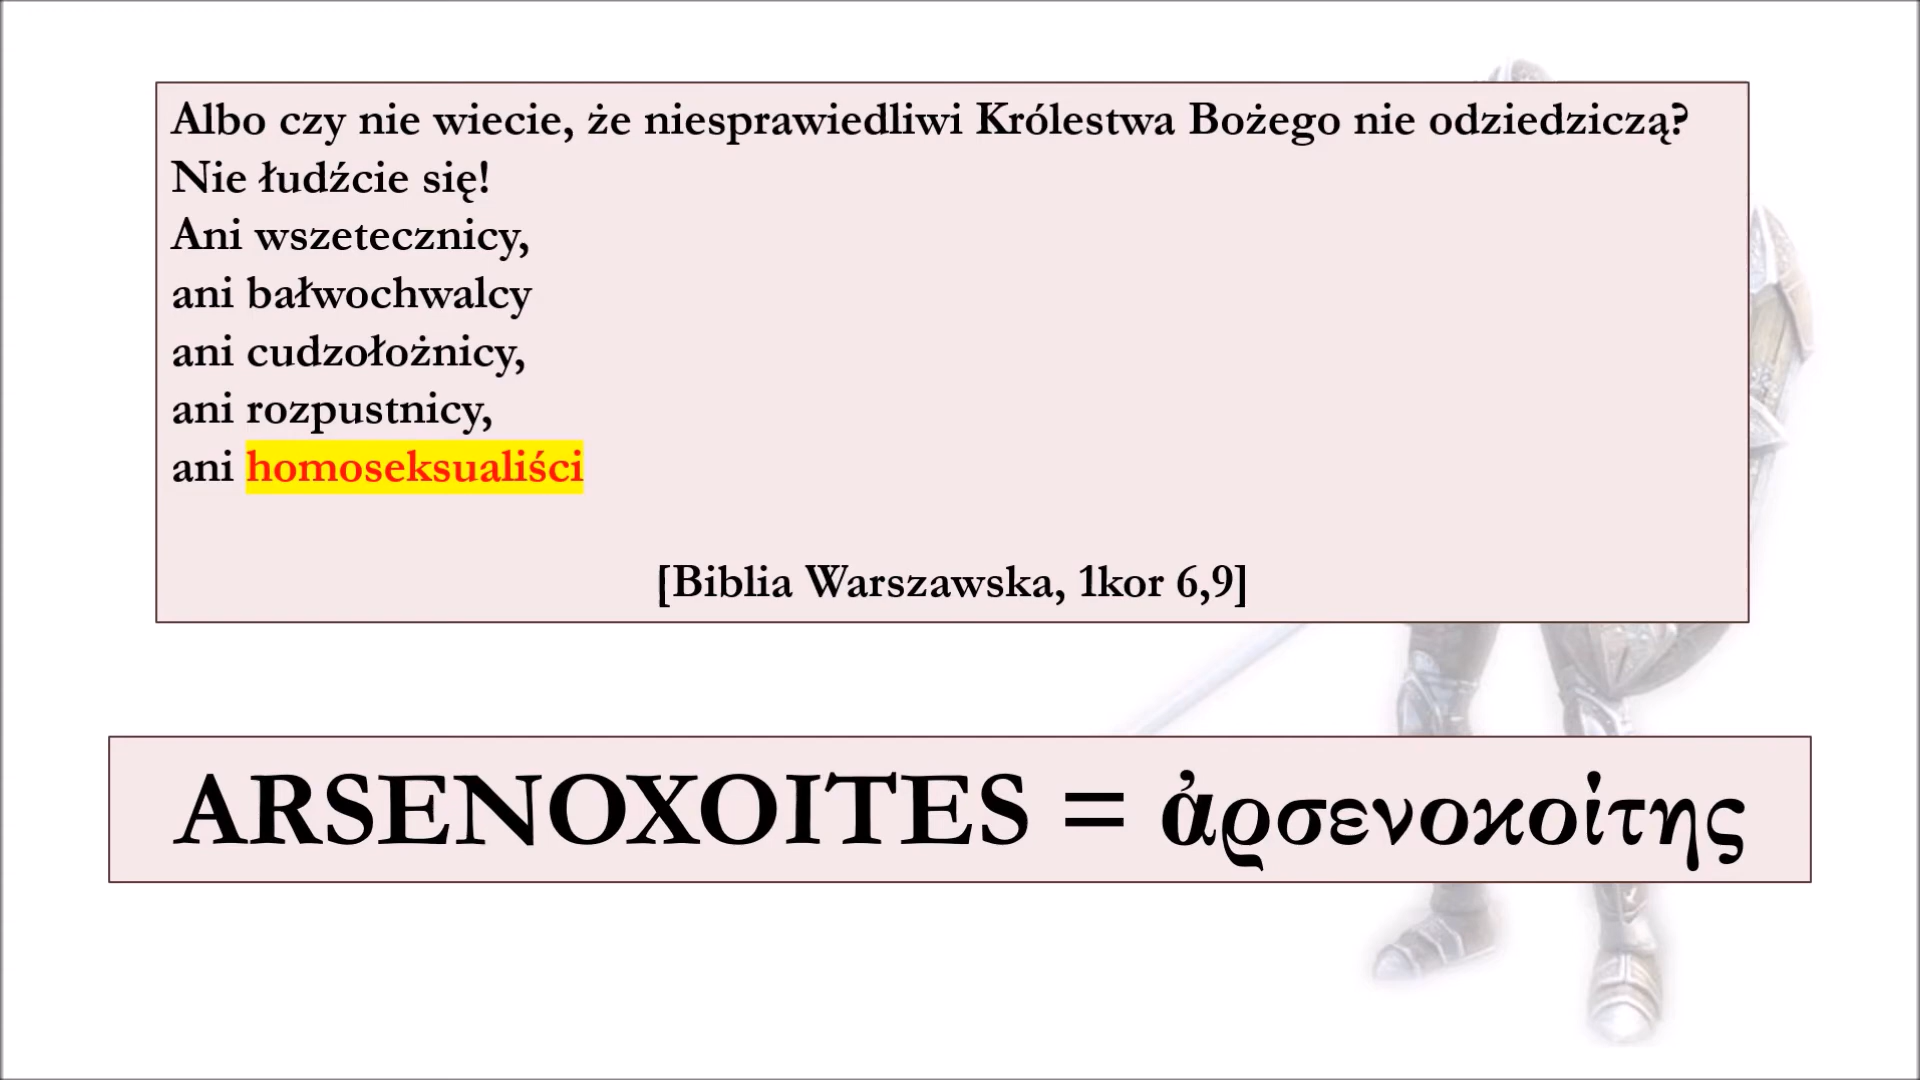 Albo czy nie wiecie, że niesprawiedliwi Królestwa Bożego nie odziedziczą?
Nie łudźcie się!
Ani wszetecznicy,
ani bałwochwalcy
ani cudzołożnicy,
ani rozpustnicy,
ani homoseksualiści
[Biblia Warszawska, 1kor 6,9]
ARSENOXOITES = ἀρσενοκοίτης